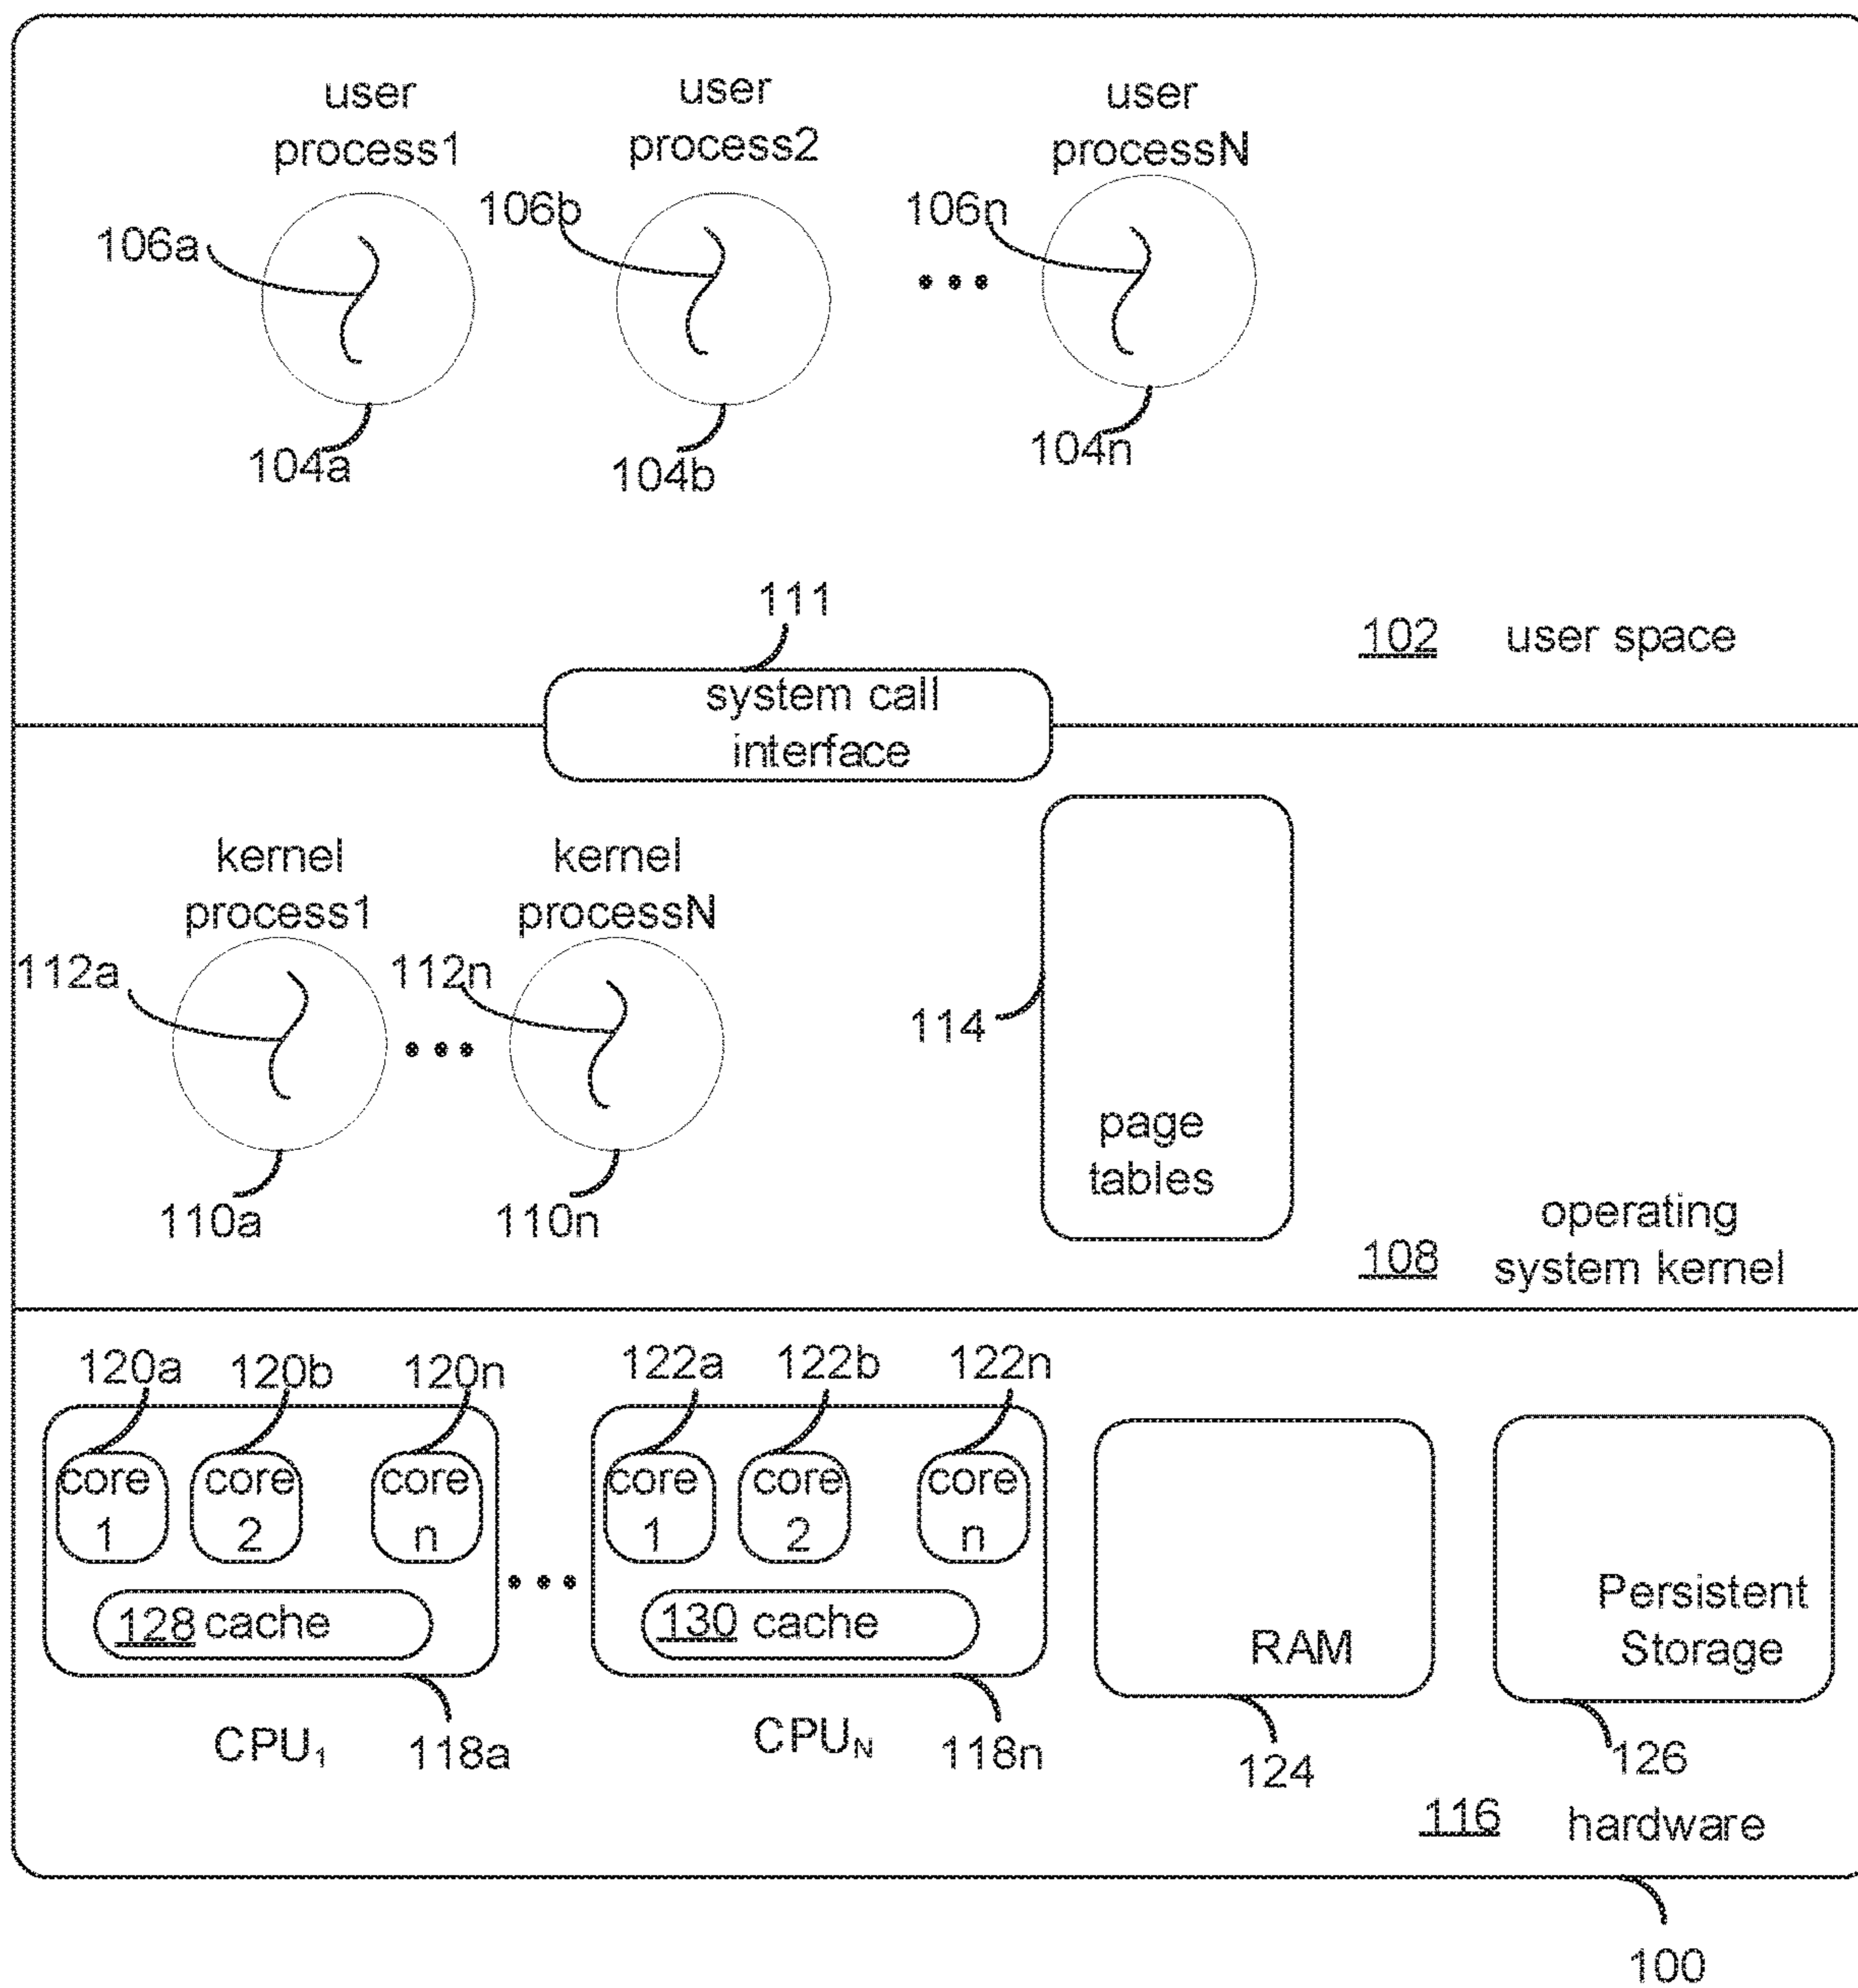 user
process1
user
process2
user
processN
106a
106b
106n
104a
104b
104n
111
102 user space
system call
interface
kernel
process1
kernel
processN
112a
112n
114
page
tables
110a
110n
operating
108 system kernel
120a 120b 120n 122a 122b 122n
core
1
core
2
core
n
core
1
core
2
core
n
128 cache
130 cache
RAM
Persistent
Storage
CPU₁
118a
CPU_N
118n
124
126
116 hardware
100